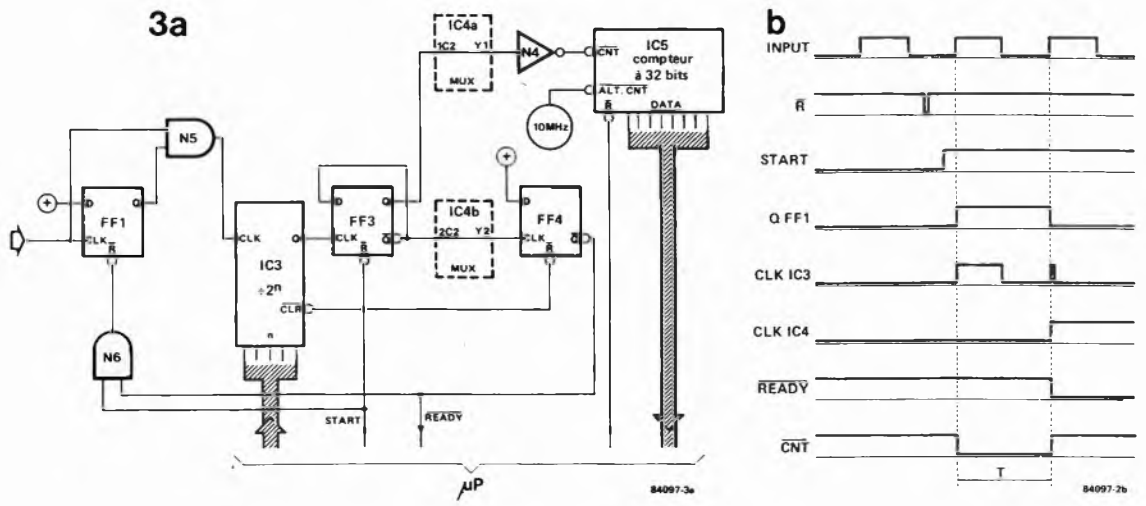 3a
b
IC4a
1C2 Y1
MUX
N4
CNT
IC5
compteur
à 32 bits
ALT. CNT
R
DATA
10MHz
N5
+
D Q
FF1
CLK
R
CLK Q
IC3
÷2ⁿ
CLR
n
D Q
FF3
CLK Q
R
IC4b
2C2 Y2
MUX
+
D
FF4
CLK Q
R
N6
START
READY
μP
84097-3a
INPUT
R
START
Q FF1
CLK IC3
CLK IC4
READY
CNT
T
84097-2b